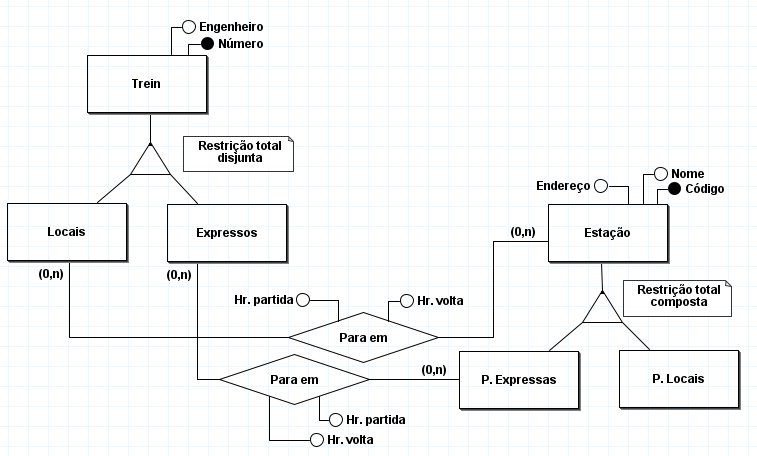 Engenheiro
Número
Trein
Restrição total
disjunta
Nome
Endereço
Código
Locais
Expressos
Estação
(0,n)
(0,n)
(0,n)
Restrição total
composta
Hr. partida
Hr. volta
Para em
(0,n)
Para em
P. Expressas
P. Locais
Hr. partida
Hr. volta